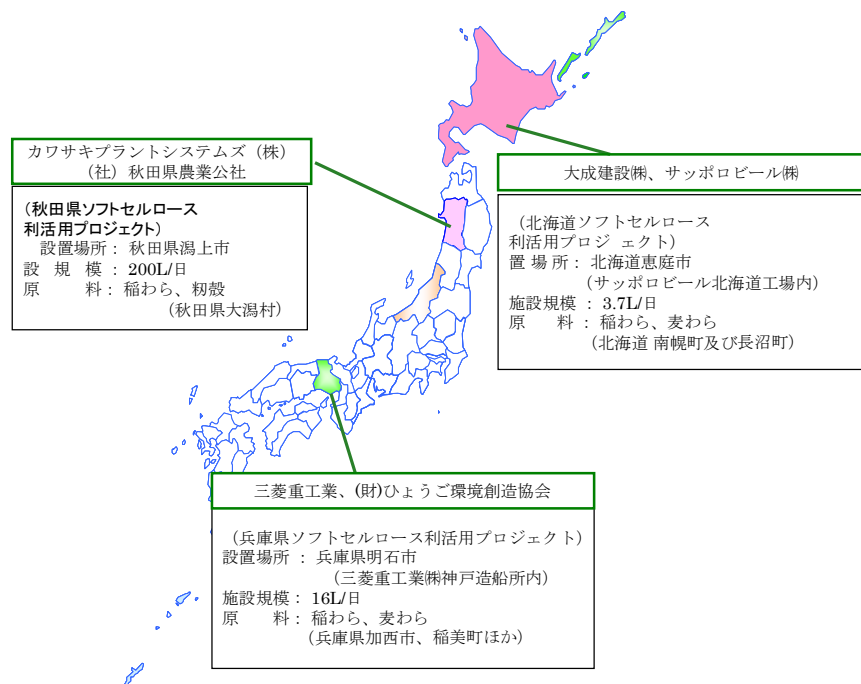 カワサキプラントシステムズ（株）
（社）秋田県農業公社
（秋田県ソフトセルロース
利活用プロジェクト）
設置場所：秋田県潟上市
設 規 模：200L/日
原　　料：稲わら、籾殻
（秋田県大潟村）
大成建設㈱、サッポロビール㈱
（北海道ソフトセルロース
利活用プロジ ェクト）
置 場 所：北海道恵庭市
（サッポロビール北海道工場内）
施設規模：3.7L/日
原　　料：稲わら、麦わら
（北海道 南幌町及び長沼町）
三菱重工業、(財)ひょうご環境創造協会
（兵庫県ソフトセルロース利活用プロジェクト）
設置場所 ：兵庫県明石市
（三菱重工業㈱神戸造船所内）
施設規模：16L/日
原　　料：稲わら、麦わら
（兵庫県加西市、稲美町ほか）